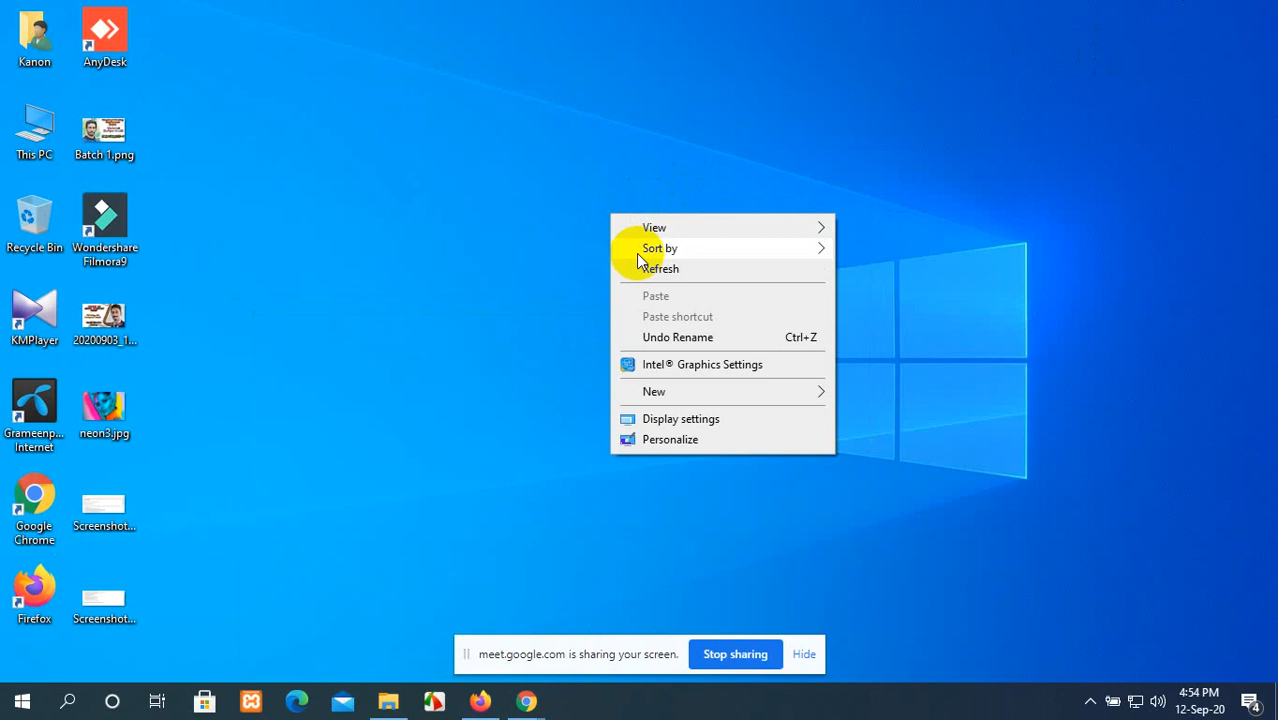 Kanon
AnyDesk
This PC
Batch 1.png
Recycle Bin
Wondershare
Filmora9
KMPlayer
20200903_1...
Grameenp...
Internet
neon3.jpg
Google
Chrome
Screenshot...
Firefox
Screenshot...
View
Sort by
Refresh
Paste
Paste shortcut
Undo Rename Ctrl+Z
Intel® Graphics Settings
New
Display settings
Personalize
meet.google.com is sharing your screen. Stop sharing Hide
4:54 PM
12-Sep-20
4